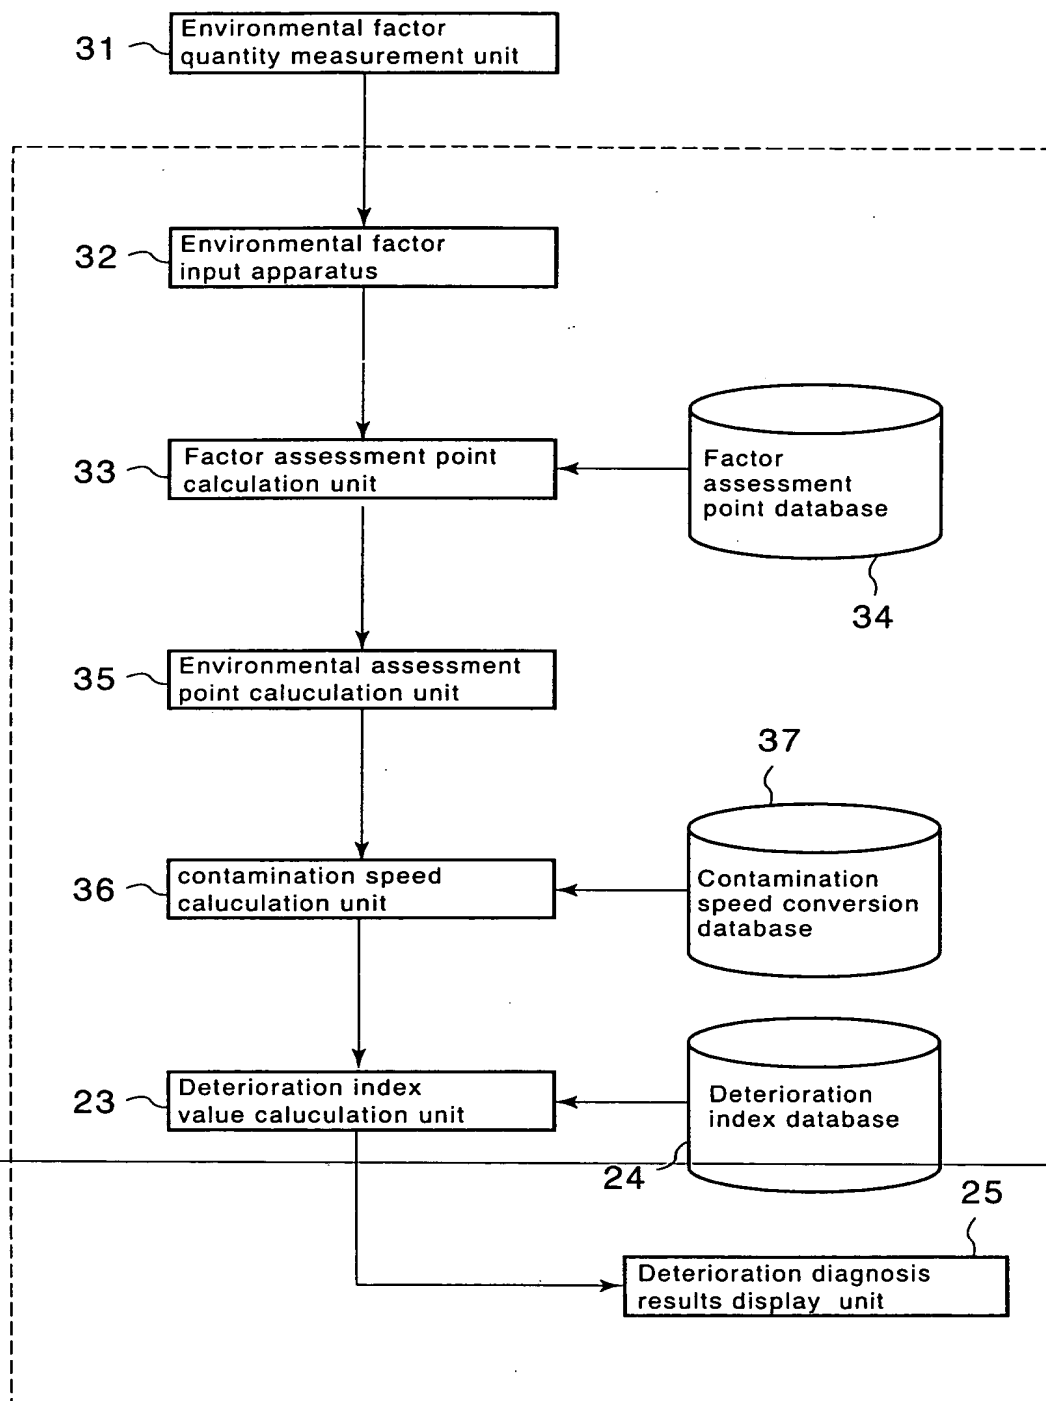 31
Environmental factor
quantity measurement unit
32
Environmental factor
input apparatus
33
Factor assessment point
calculation unit
Factor
assessment
point database
34
35
Environmental assessment
point caluculation unit
37
36
contamination speed
caluculation unit
Contamination
speed conversion
database
23
Deterioration index
value caluculation unit
Deterioration
index database
24
25
Deterioration diagnosis
results display unit